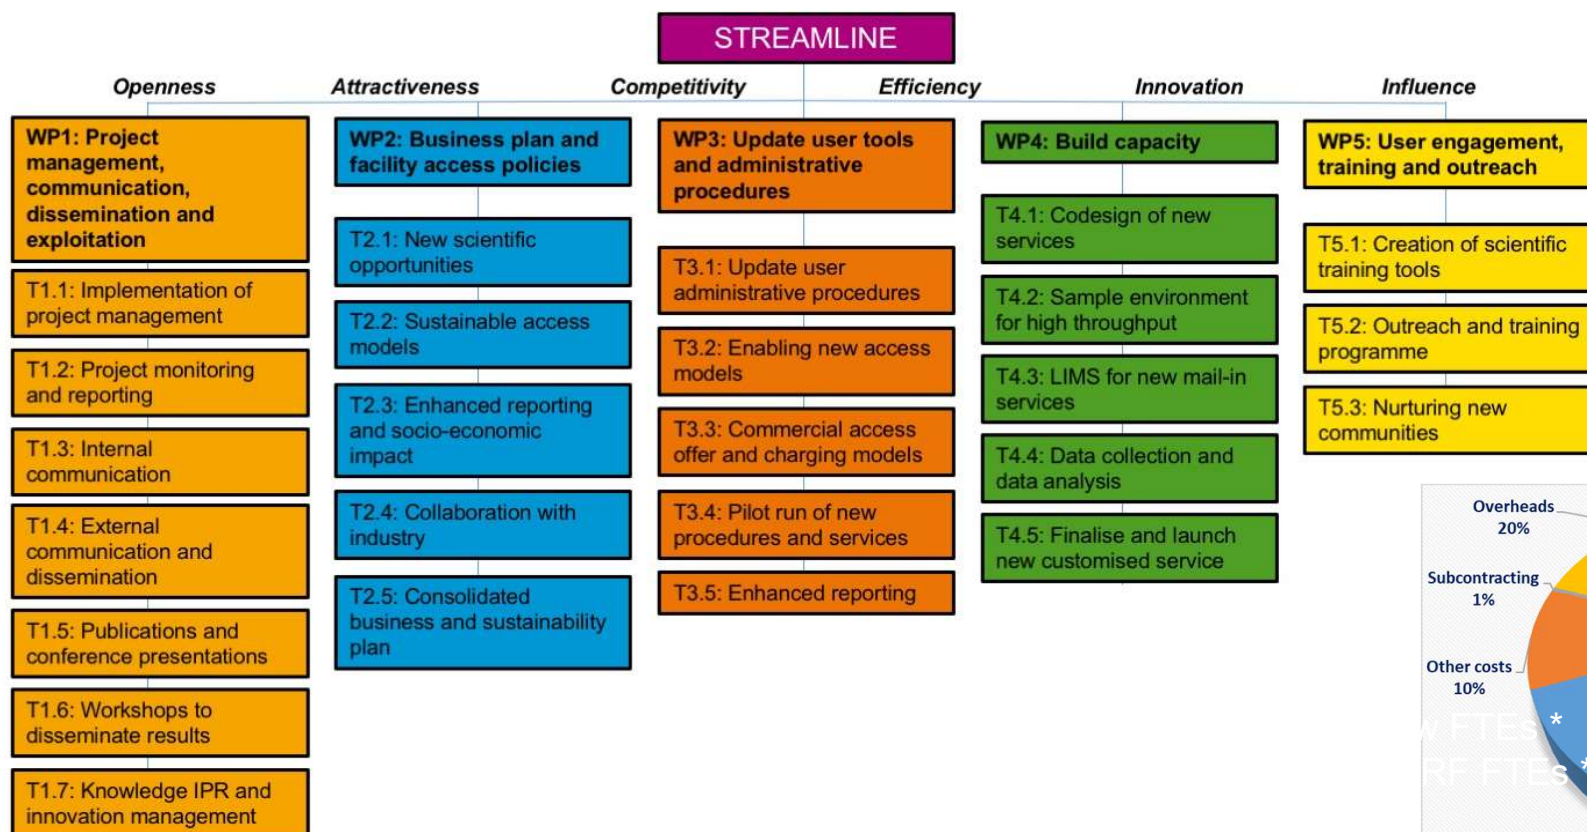 STREAMLINE
Openness
Attractiveness
Competitivity
Efficiency
Innovation
Influence
WP1: Project
management,
communication,
dissemination and
exploitation
T1.1: Implementation of
project management
T1.2: Project monitoring
and reporting
T1.3: Internal
communication
T1.4: External
communication and
dissemination
T1.5: Publications and
conference presentations
T1.6: Workshops to
disseminate results
T1.7: Knowledge IPR and
innovation management
WP2: Business plan and
facility access policies
T2.1: New scientific
opportunities
T2.2: Sustainable access
models
T2.3: Enhanced reporting
and socio-economic
impact
T2.4: Collaboration with
industry
T2.5: Consolidated
business and sustainability
plan
WP3: Update user tools
and administrative
procedures
T3.1: Update user
administrative procedures
T3.2: Enabling new access
models
T3.3: Commercial access
offer and charging models
T3.4: Pilot run of new
procedures and services
T3.5: Enhanced reporting
WP4: Build capacity
T4.1: Codesign of new
services
T4.2: Sample environment
for high throughput
T4.3: LIMS for new mail-in
services
T4.4: Data collection and
data analysis
T4.5: Finalise and launch
new customised service
WP5: User engagement,
training and outreach
T5.1: Creation of scientific
training tools
T5.2: Outreach and training
programme
T5.3: Nurturing new
communities
Overheads
20%
Subcontracting
1%
Other costs
10%
FTEs *
FTEs *